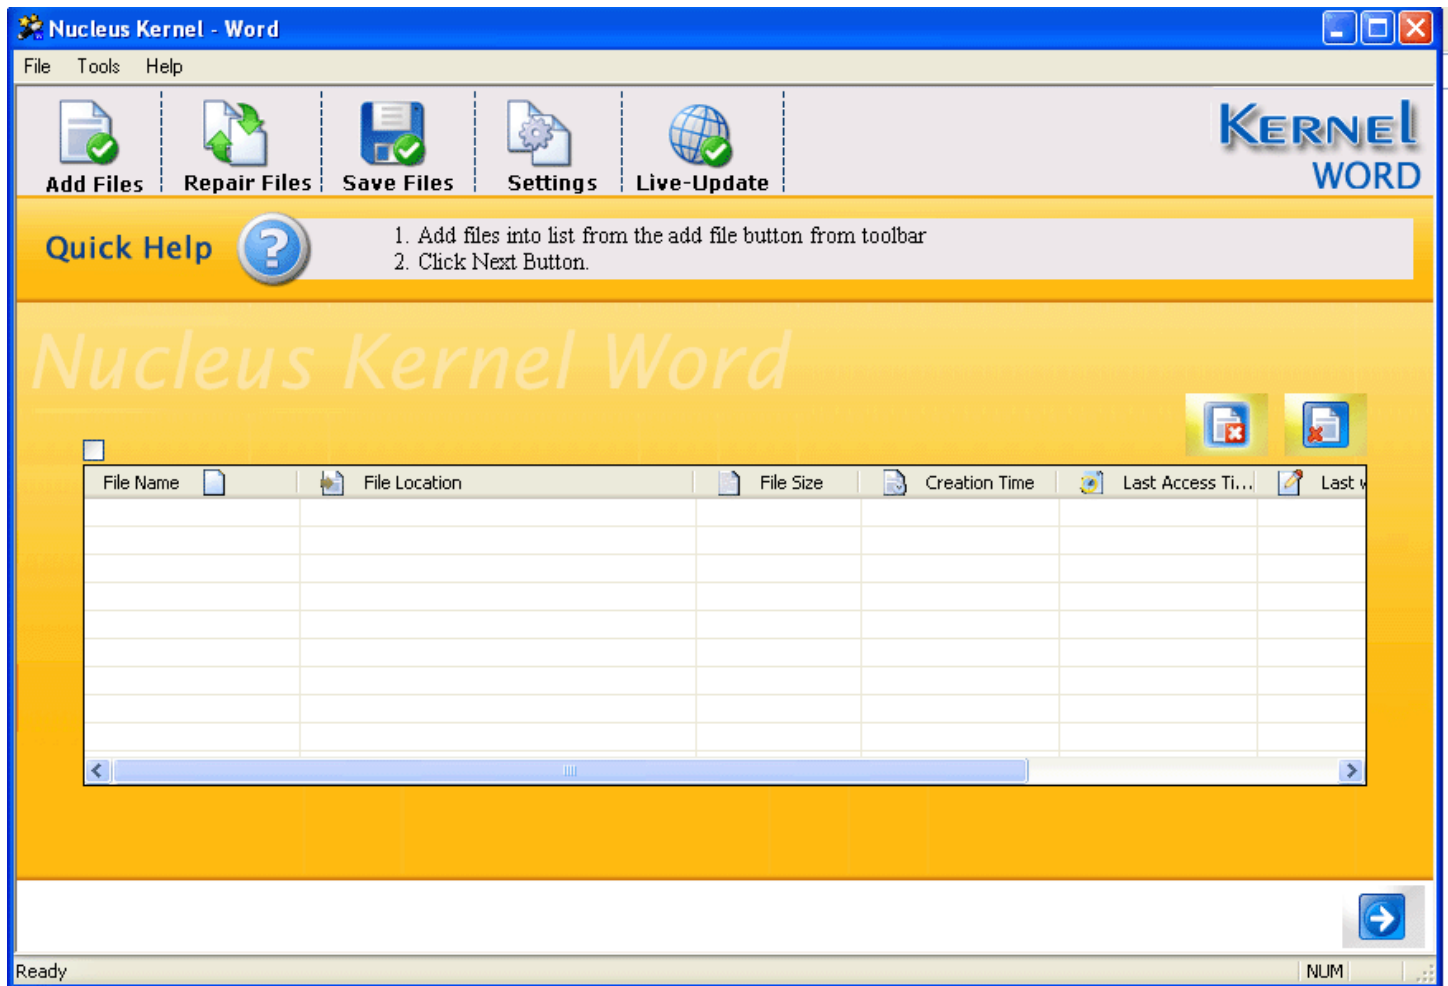 Nucleus Kernel - Word
File Tools Help
Add Files Repair Files Save Files Settings Live-Update
KERNEL
WORD
Quick Help
1. Add files into list from the add file button from toolbar
2. Click Next Button.
Nucleus Kernel Word
File Name File Location File Size Creation Time Last Access Ti... Last w
Ready NUM